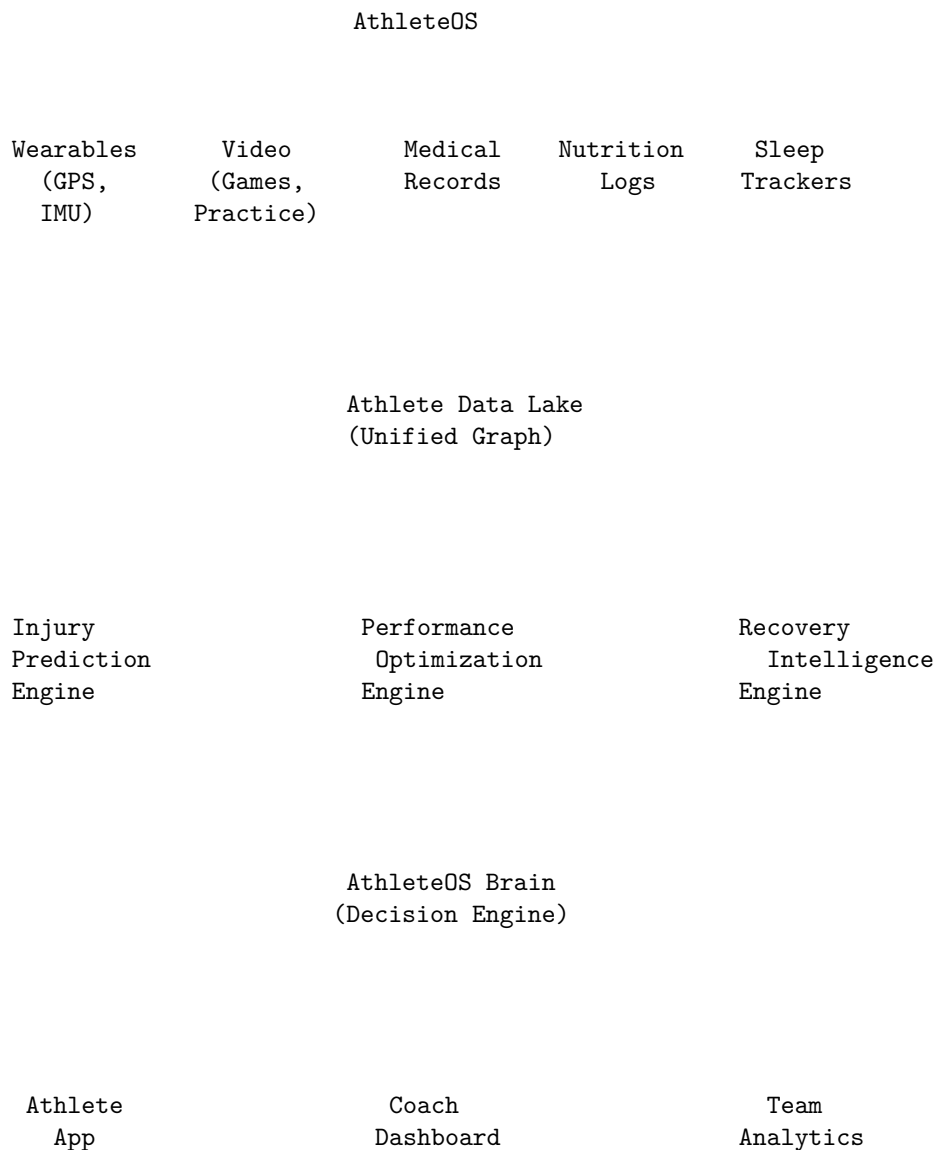 AthleteOS
Wearables Video Medical Nutrition Sleep
(GPS, (Games, Records Logs Trackers
IMU) Practice)
Athlete Data Lake
(Unified Graph)
Injury Performance Recovery
Prediction Optimization Intelligence
Engine Engine Engine
AthleteOS Brain
(Decision Engine)
Athlete Coach Team
App Dashboard Analytics